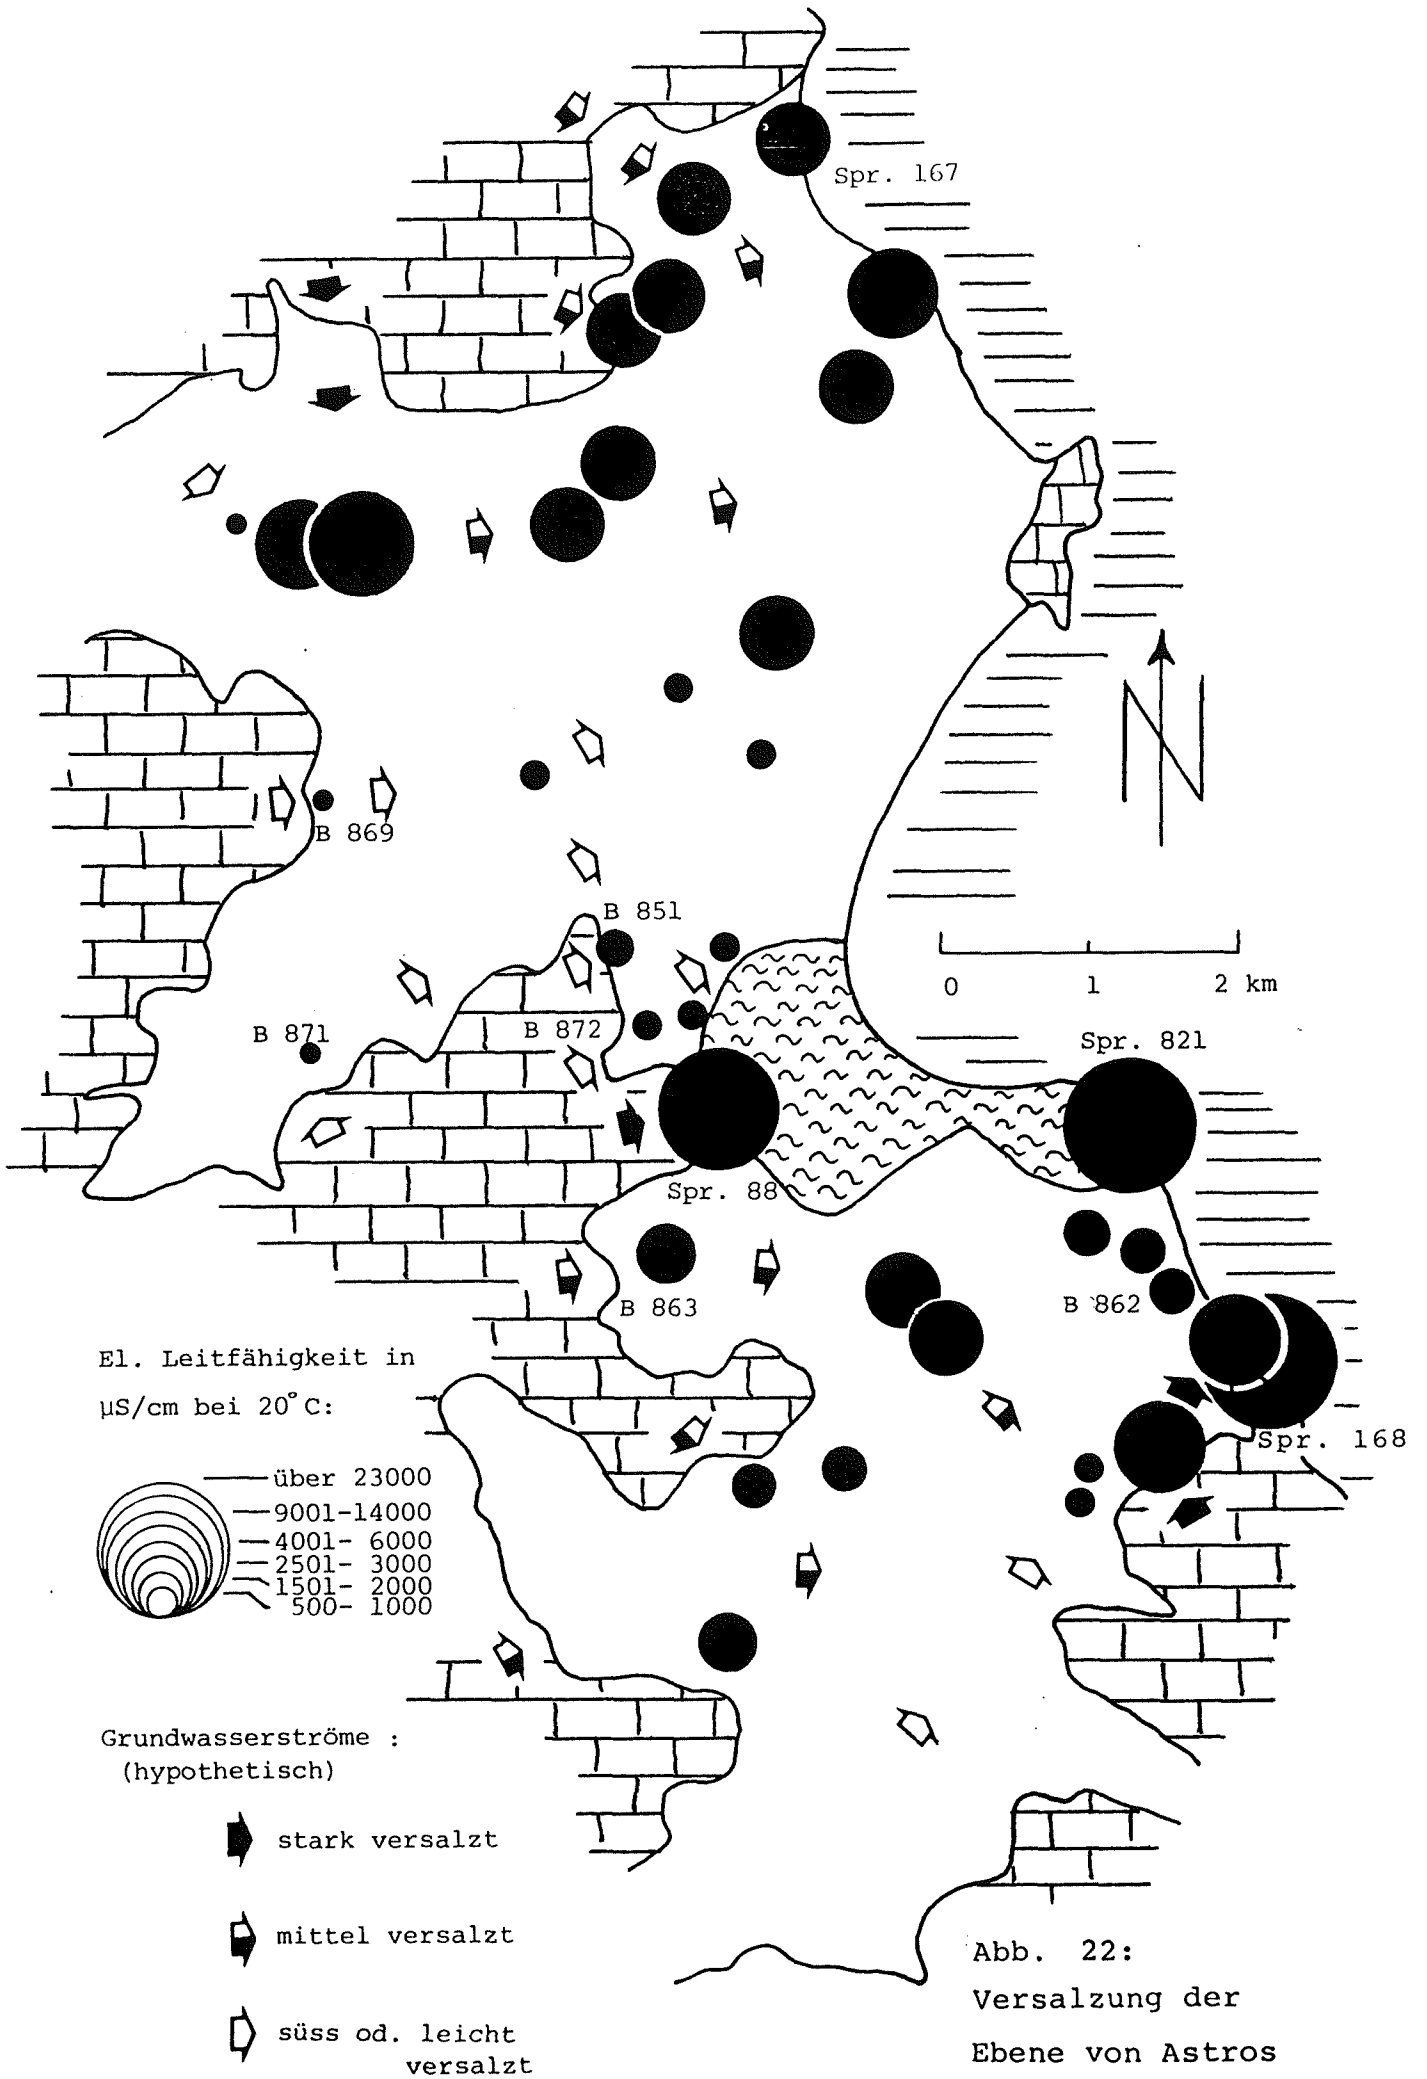 Spr. 167
B 869
N
B 851
0 1 2 km
B 871
B 872
Spr. 821
Spr. 88
B 863
B 862
Spr. 168
El. Leitfähigkeit in
µS/cm bei 20°C:
über 23000
9001-14000
4001- 6000
2501- 3000
1501- 2000
500- 1000
Grundwasserströme :
(hypothetisch)
stark versalzt
mittel versalzt
süss od. leicht
versalzt
Abb. 22:
Versalzung der
Ebene von Astros